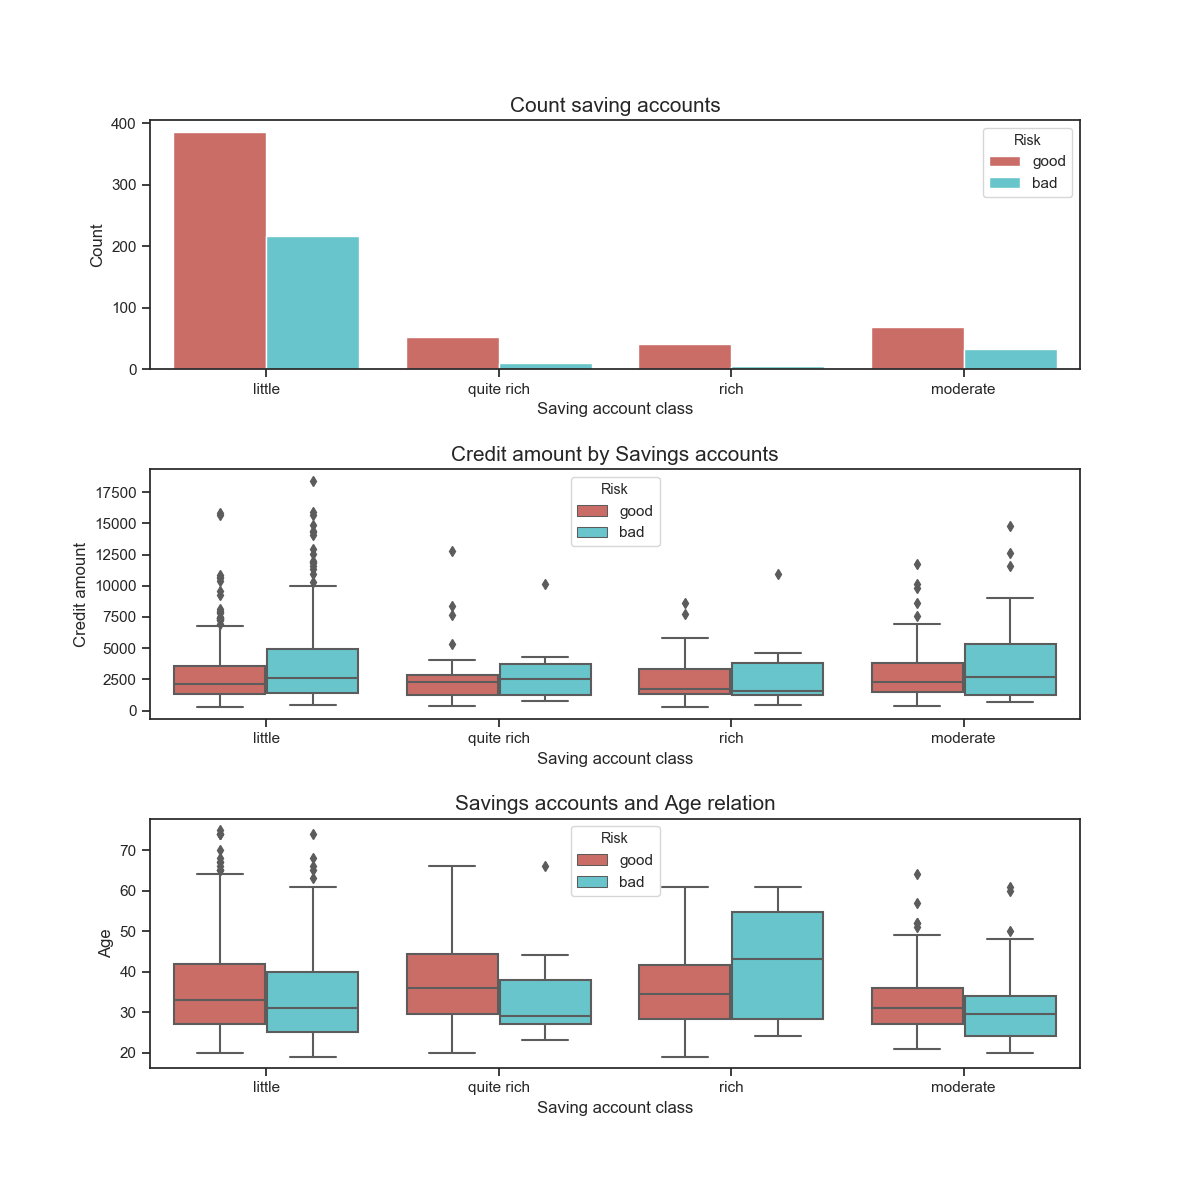 Count saving accounts
400
300
200
100
0
Count
Risk
good
bad
little quite rich rich moderate
Saving account class
Credit amount by Savings accounts
17500
15000
12500
10000
7500
5000
2500
0
Credit amount
Risk
good
bad
little quite rich rich moderate
Saving account class
Savings accounts and Age relation
70
60
50
40
30
20
Age
Risk
good
bad
little quite rich rich moderate
Saving account class